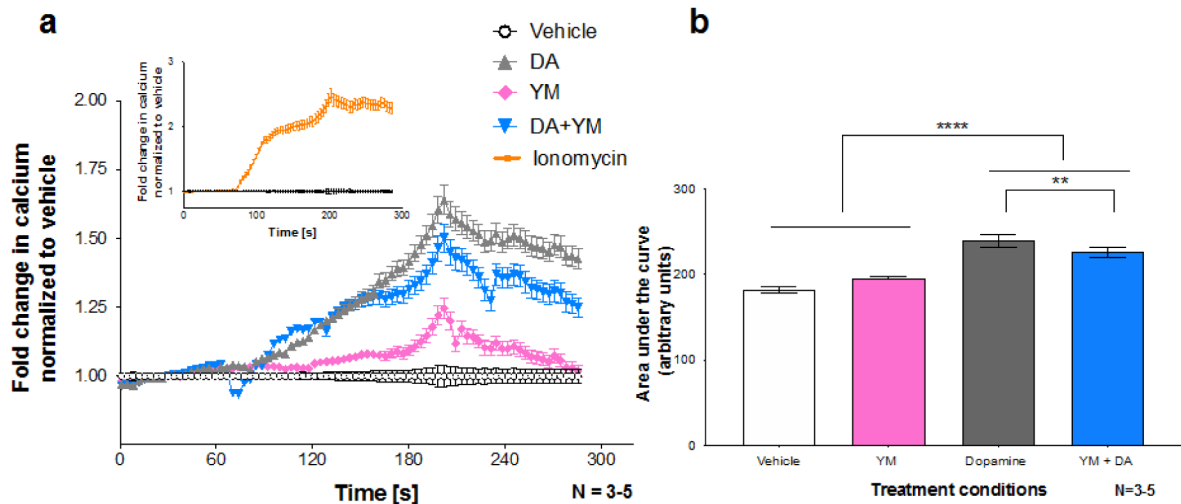 a
Vehicle
DA
YM
DA+YM
Ionomycin
Fold change in calcium
normalized to vehicle
3
2
1
0
100
200
300
Time [s]
Fold change in calcium
normalized to vehicle
2.00
1.75
1.50
1.25
1.00
0
60
120
180
240
300
Time [s]
N = 3-5
b
****
**
Area under the curve
(arbitrary units)
300
200
100
0
Vehicle
YM
Dopamine
YM + DA
Treatment conditions
N=3-5